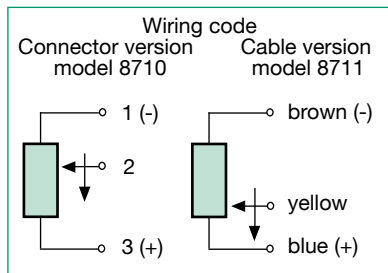 Wiring code
Connector version
model 8710
Cable version
model 8711
1 (-)
2
3 (+)
brown (-)
yellow
blue (+)